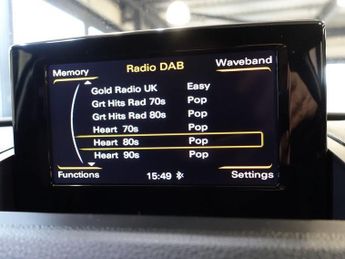 Memory Radio DAB Waveband
Gold Radio UK Easy
Grt Hits Rad 70s Pop
Grt Hits Rad 80s Pop
Heart 70s Pop
Heart 80s Pop
Heart 90s Pop
Functions 15:49 Settings